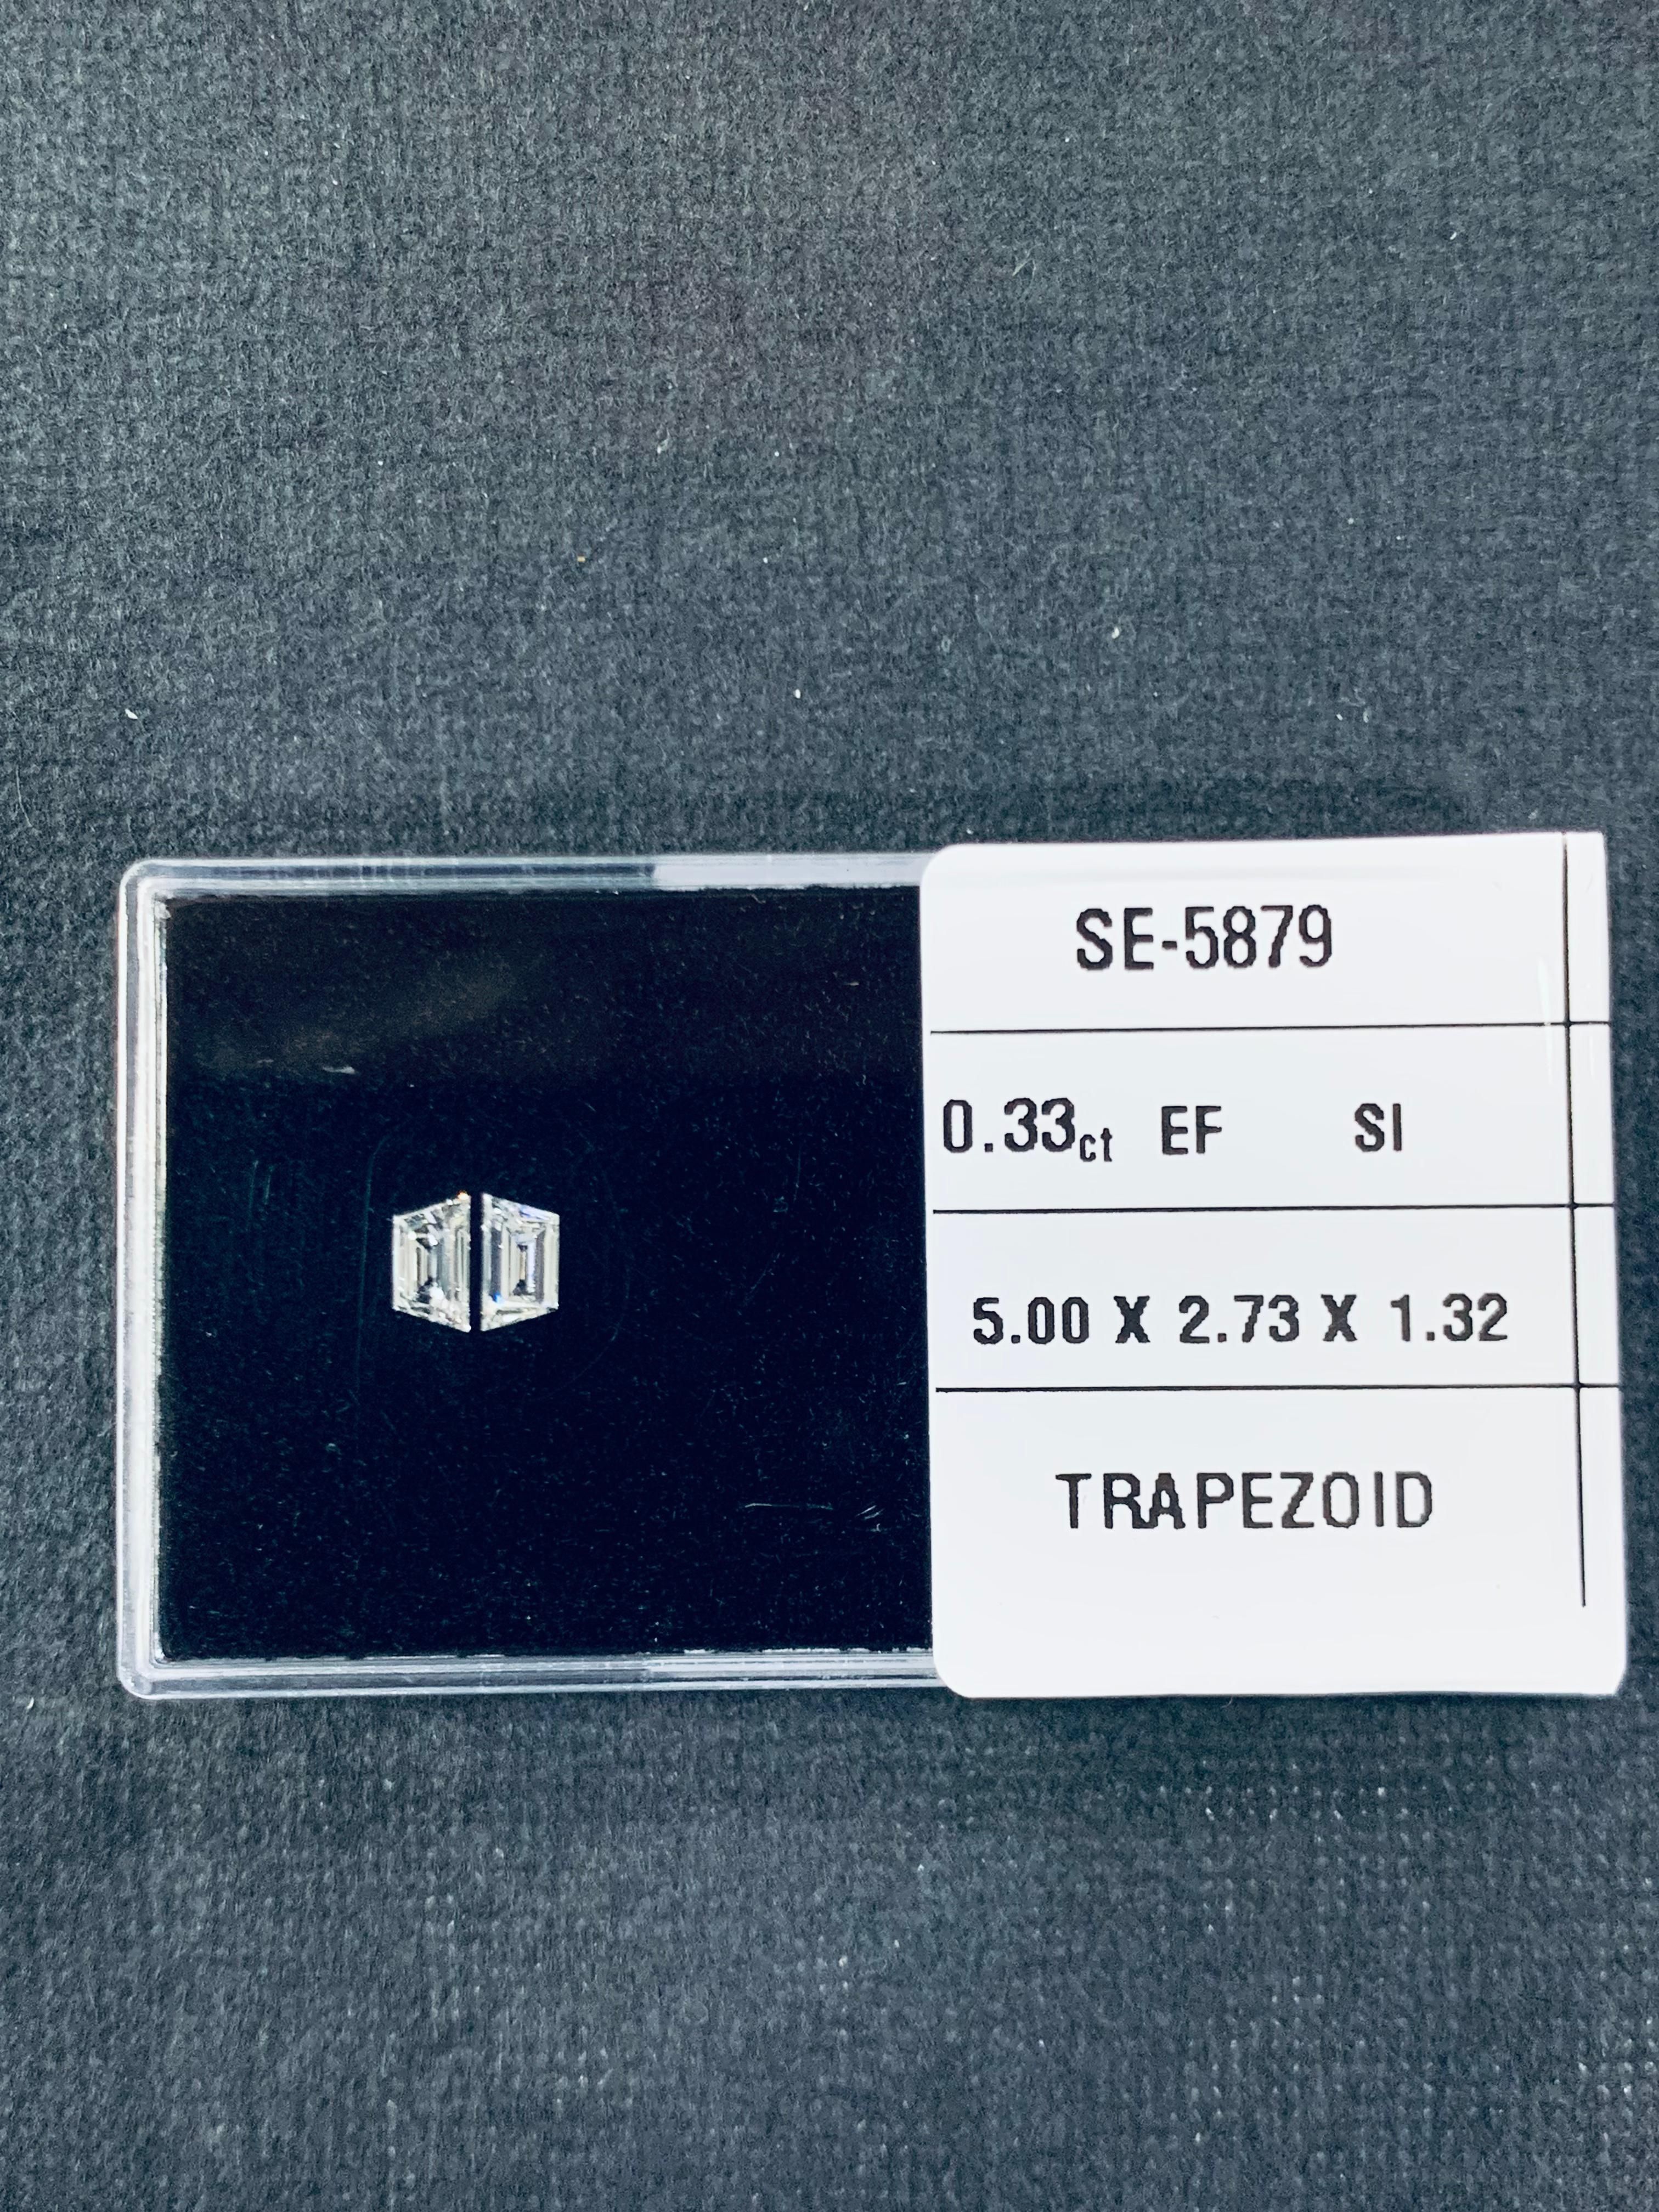 SE-5879
0.33ct EF SI
5.00 X 2.73 X 1.32
TRAPEZOID